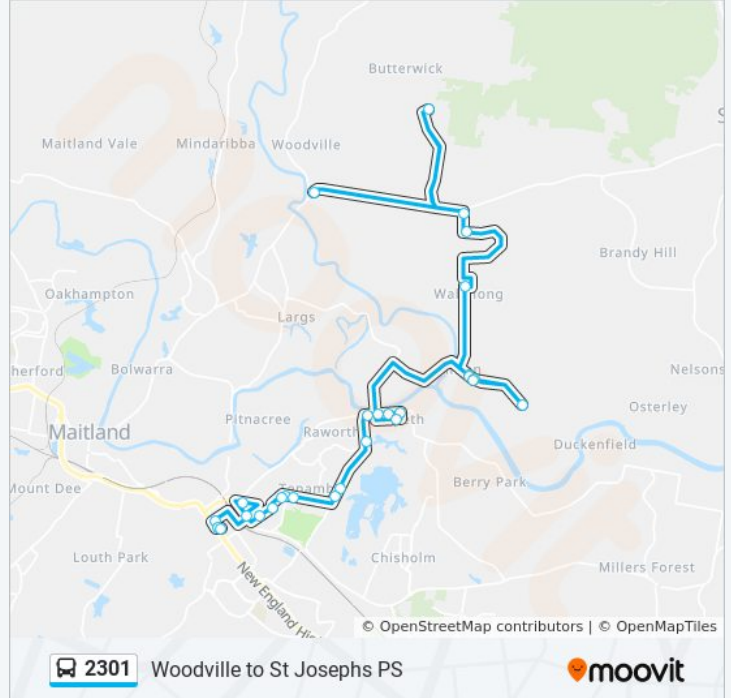 Butterwick
Maitland Vale
Mindaribba
Woodville
Brandy Hill
Oakhampton
Largs
Bolwarra
Nelsons
Pitnacree
Osterley
Maitland
Raworth
Duckenfield
Mount Dee
Berry Park
Louth Park
Chisholm
Millers Forest
New England Hi
© OpenStreetMap contributors | © OpenMapTiles
2301 Woodville to St Josephs PS
moovit